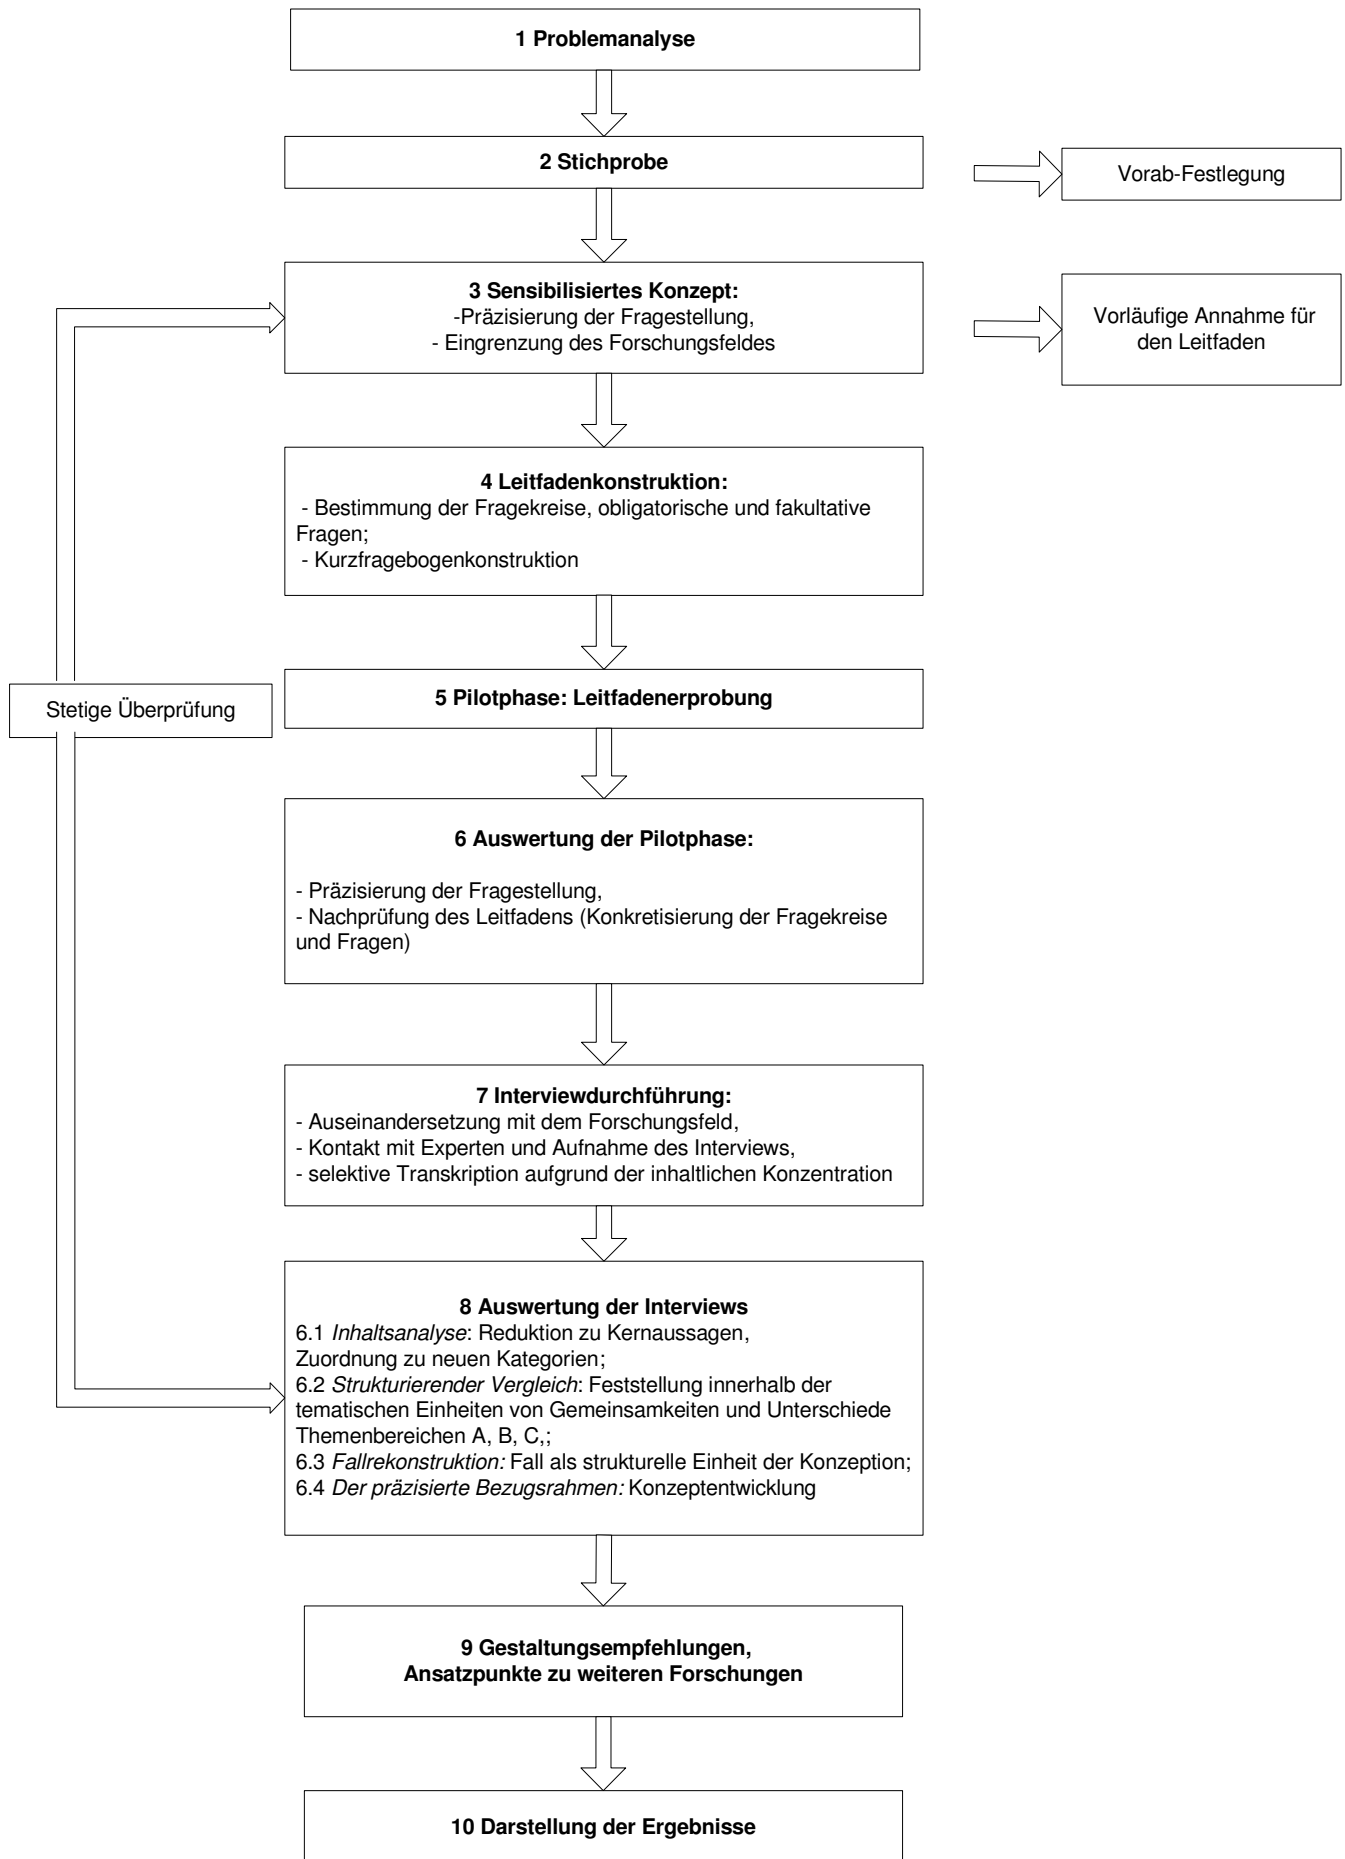 1 Problemanalyse
2 Stichprobe
Vorab-Festlegung
3 Sensibilisiertes Konzept:
-Präzisierung der Fragestellung,
- Eingrenzung des Forschungsfeldes
Vorläufige Annahme für
den Leitfaden
4 Leitfadenkonstruktion:
- Bestimmung der Fragekreise, obligatorische und fakultative
Fragen;
- Kurzfragebogenkonstruktion
Stetige Überprüfung
5 Pilotphase: Leitfadenerprobung
6 Auswertung der Pilotphase:
- Präzisierung der Fragestellung,
- Nachprüfung des Leitfadens (Konkretisierung der Fragekreise
und Fragen)
7 Interviewdurchführung:
- Auseinandersetzung mit dem Forschungsfeld,
- Kontakt mit Experten und Aufnahme des Interviews,
- selektive Transkription aufgrund der inhaltlichen Konzentration
8 Auswertung der Interviews
6.1 Inhaltsanalyse: Reduktion zu Kernaussagen,
Zuordnung zu neuen Kategorien;
6.2 Strukturierender Vergleich: Feststellung innerhalb der
tematischen Einheiten von Gemeinsamkeiten und Unterschiede
Themenbereichen A, B, C,;
6.3 Fallrekonstruktion: Fall als strukturelle Einheit der Konzeption;
6.4 Der präzisierte Bezugsrahmen: Konzeptentwicklung
9 Gestaltungsempfehlungen,
Ansatzpunkte zu weiteren Forschungen
10 Darstellung der Ergebnisse